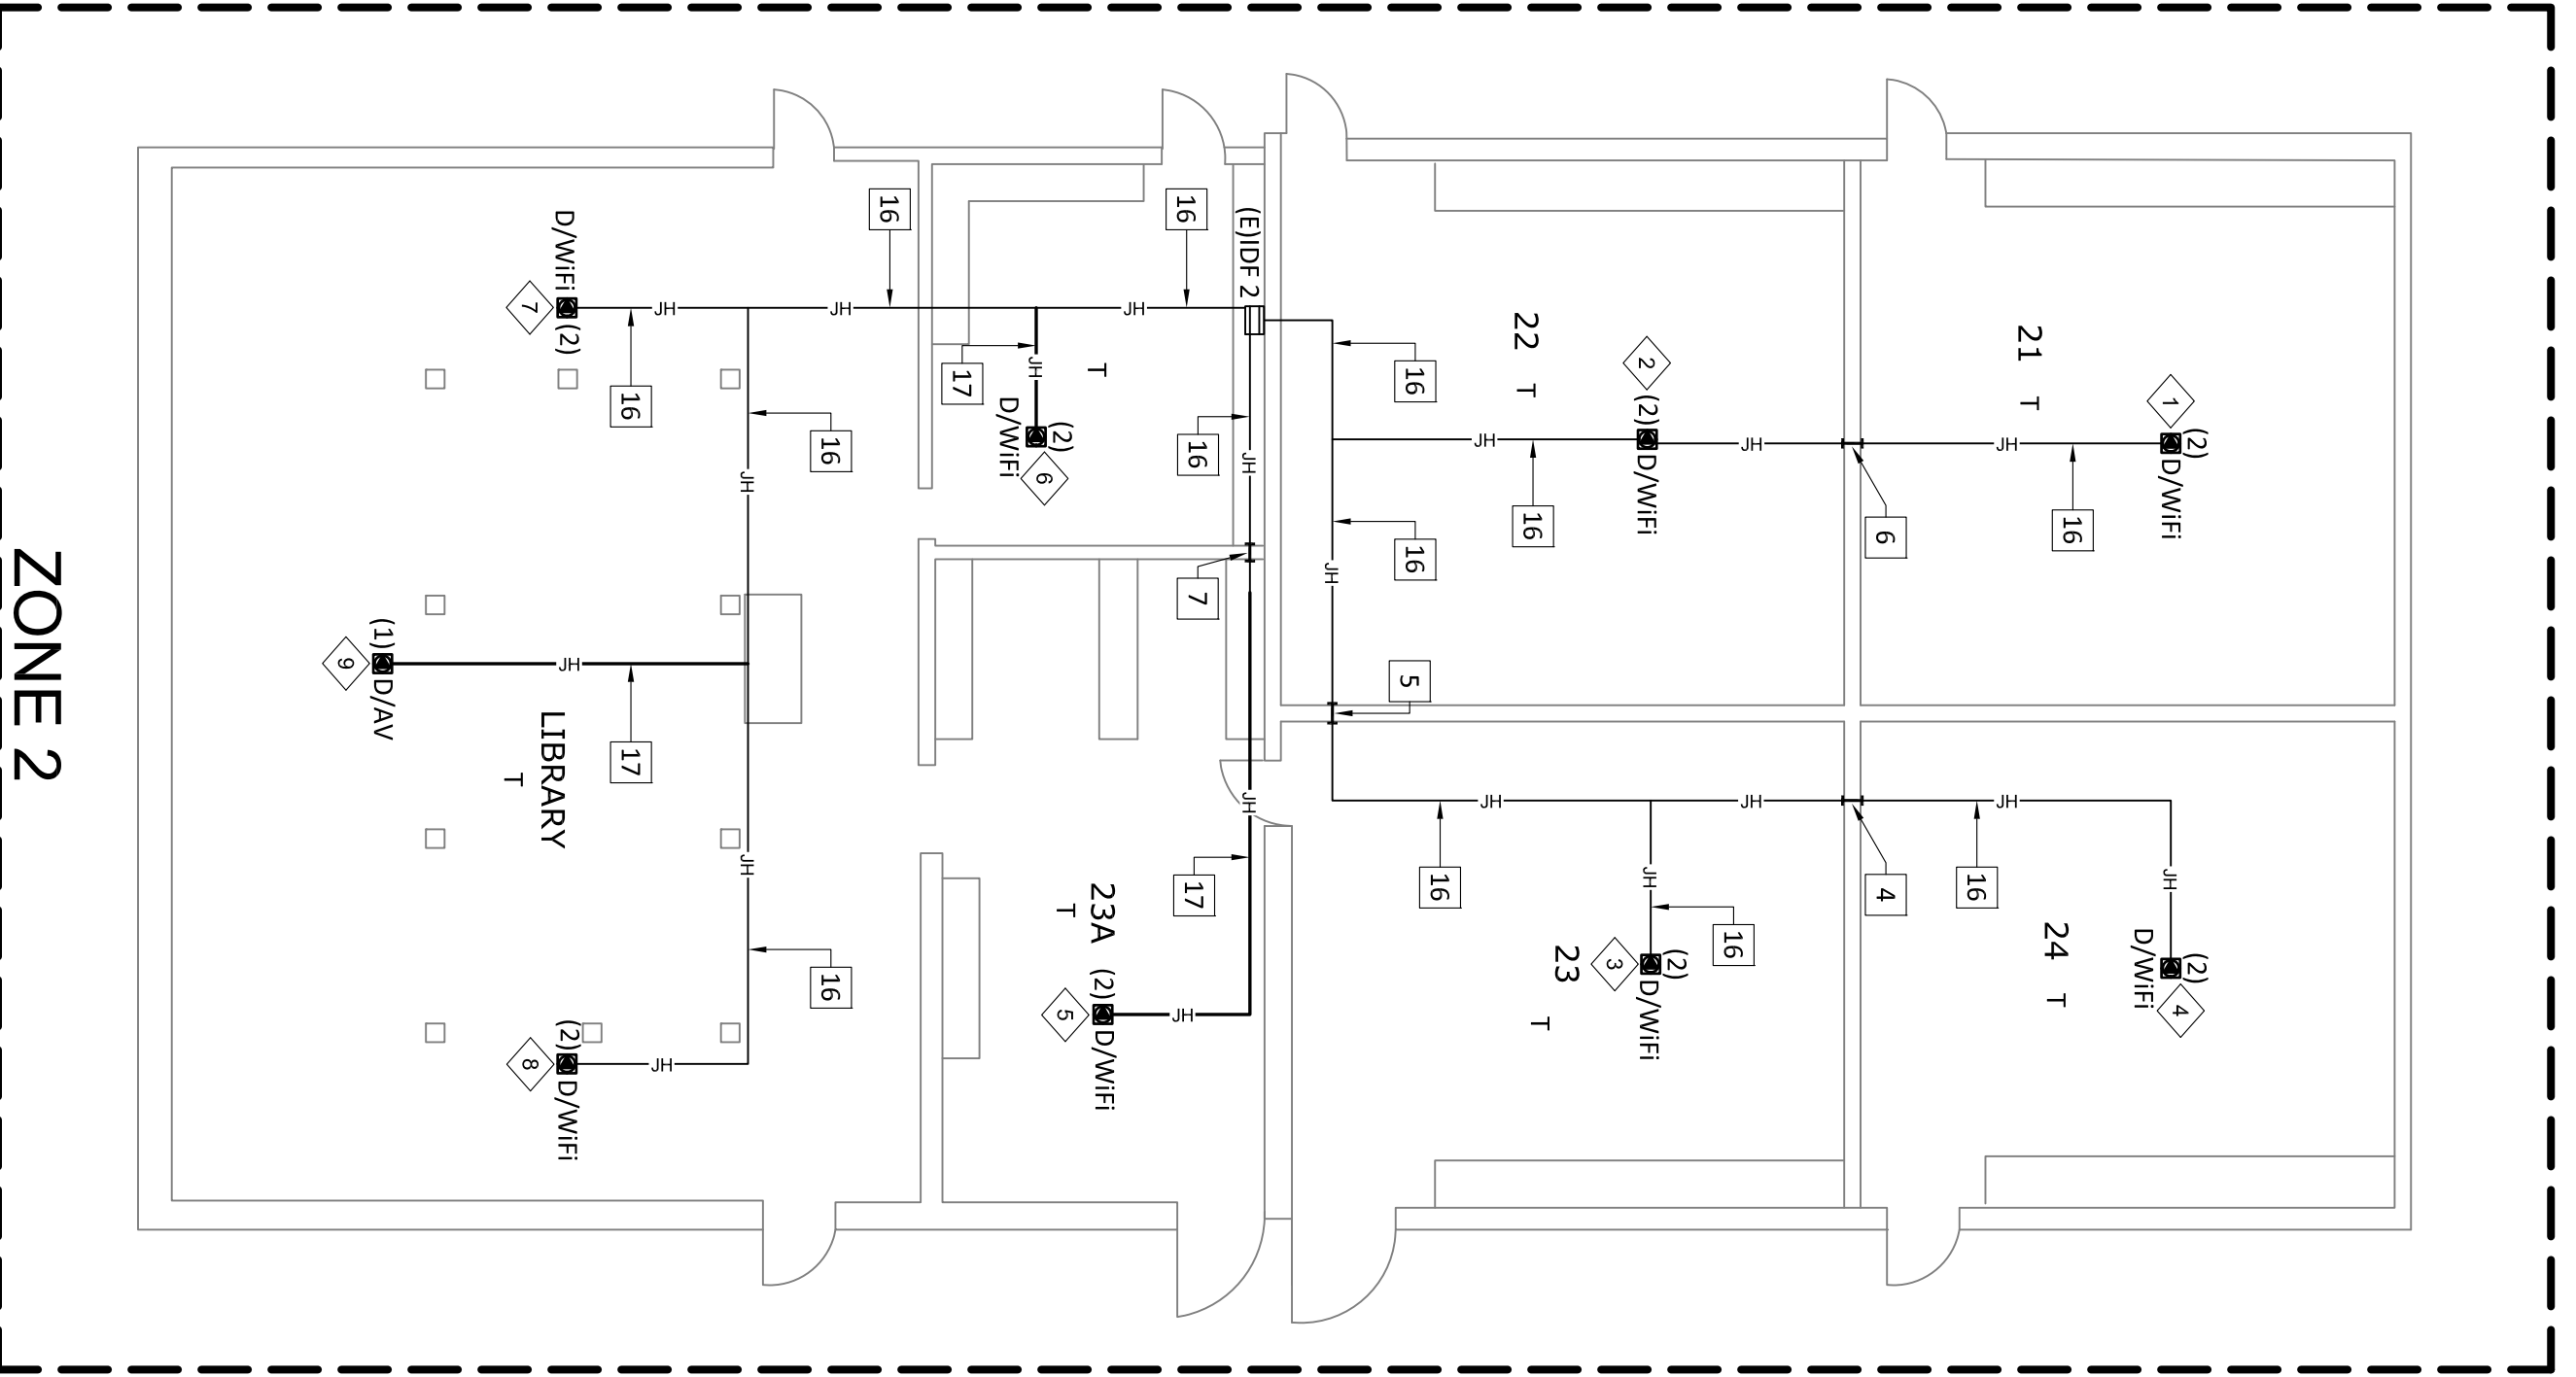 (2)
1
D/WiFi
(2)
4
D/WiFi
JH
16
21 T
JH
24 T
JH
16
6
4
JH
JH
16
2
(2)
D/WiFi
(2)
D/WiFi
JH
3
23
T
22 T
16
JH
JH
16
16
16
5
JH
(E)IDF 2
JH
JH
16
16
7
17
JH
JH
T
17
JH
(2)
D/WiFi
6
23A
T
(2)
D/WiFi
5
16
JH
16
16
JH
JH
JH
JH
16
17
D/WiFi
(2)
7
JH
LIBRARY
T
(2)
D/WiFi
8
(1)
D/AV
9
ZONE 2